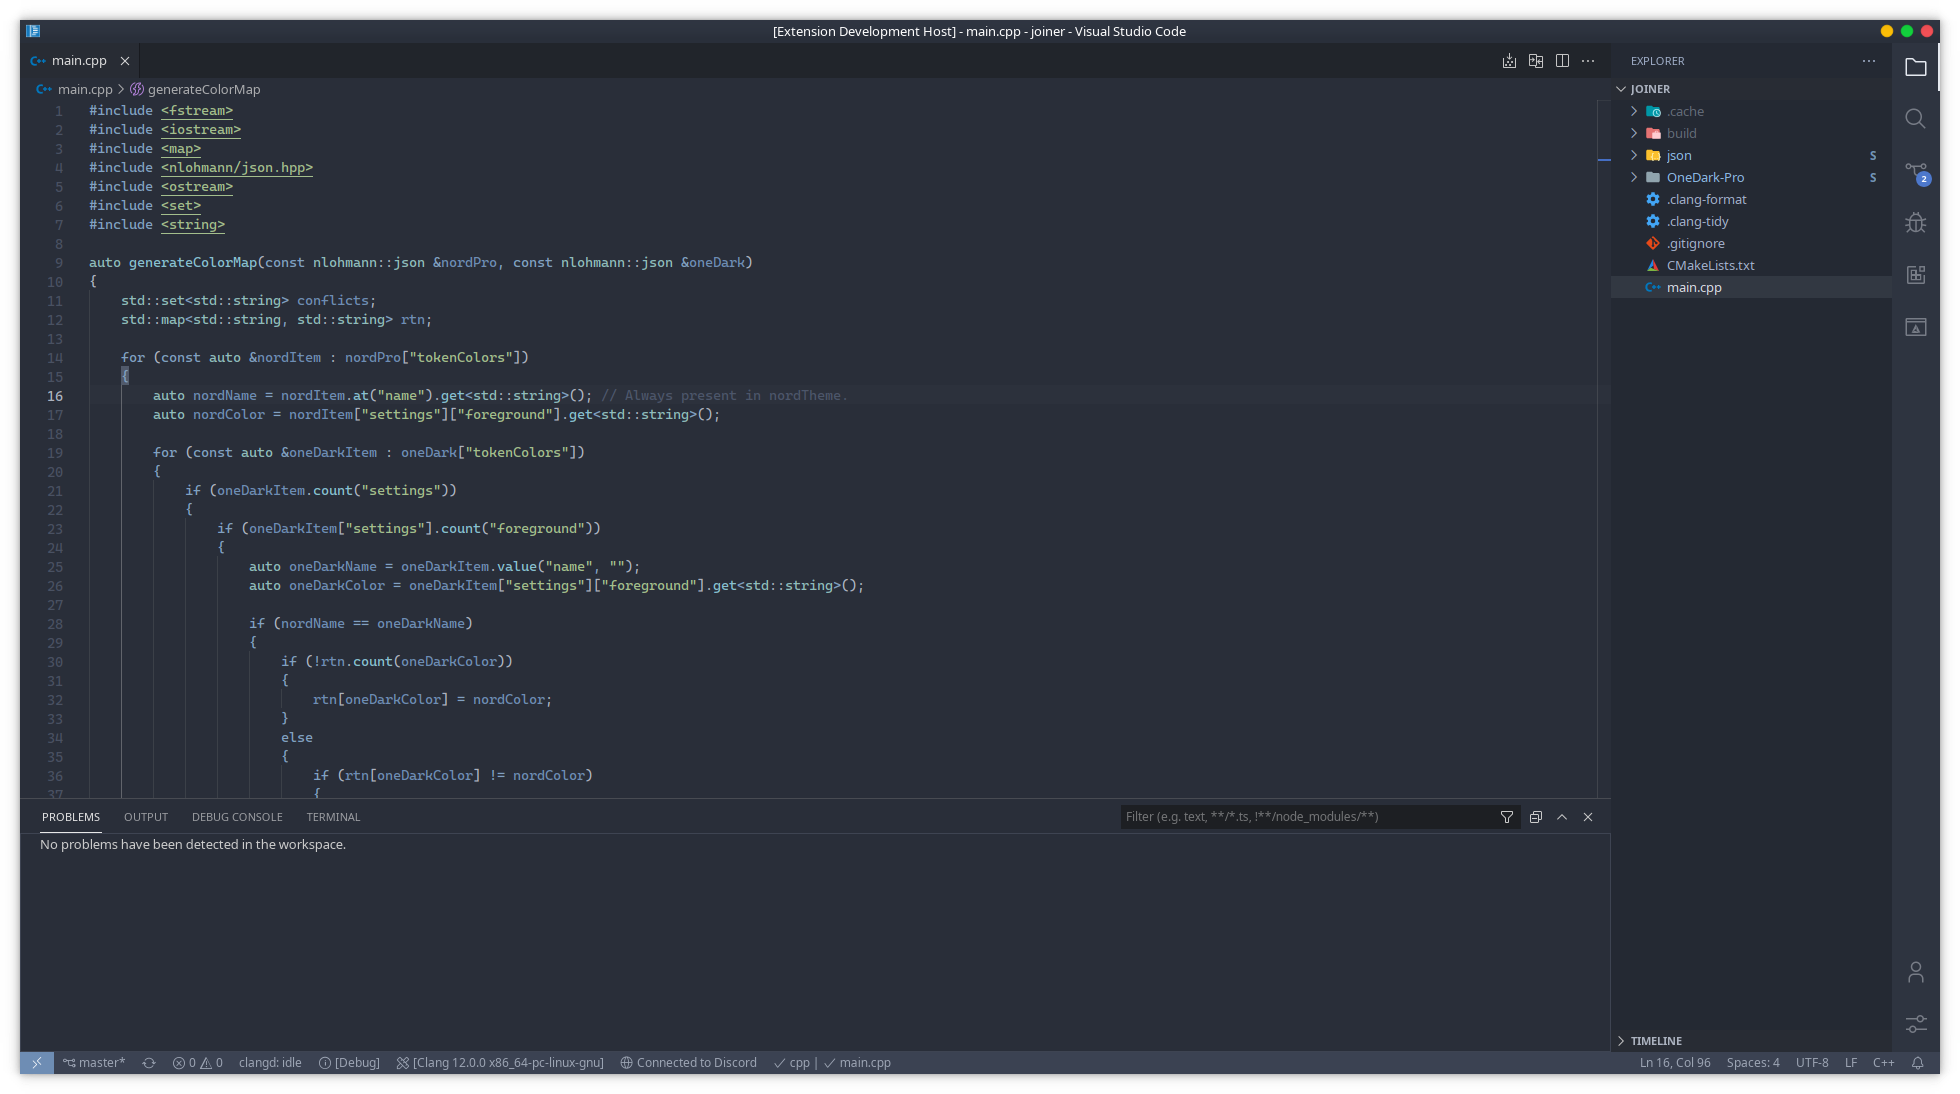 [Extension Development Host] - main.cpp - joiner - Visual Studio Code
main.cpp
main.cpp > generateColorMap
1 #include <fstream>
2 #include <iostream>
3 #include <map>
4 #include <nlohmann/json.hpp>
5 #include <ostream>
6 #include <set>
7 #include <string>
8
9 auto generateColorMap(const nlohmann::json &nordPro, const nlohmann::json &oneDark)
10 {
11 std::set<std::string> conflicts;
12 std::map<std::string, std::string> rtn;
13
14 for (const auto &nordItem : nordPro["tokenColors"])
15 {
16 auto nordName = nordItem.at("name").get<std::string>(); // Always present in nordTheme.
17 auto nordColor = nordItem["settings"]["foreground"].get<std::string>();
18
19 for (const auto &oneDarkItem : oneDark["tokenColors"])
20 {
21 if (oneDarkItem.count("settings"))
22 {
23 if (oneDarkItem["settings"].count("foreground"))
24 {
25 auto oneDarkName = oneDarkItem.value("name", "");
26 auto oneDarkColor = oneDarkItem["settings"]["foreground"].get<std::string>();
27
28 if (nordName == oneDarkName)
29 {
30 if (!rtn.count(oneDarkColor))
31 {
32 rtn[oneDarkColor] = nordColor;
33 }
34 else
35 {
36 if (rtn[oneDarkColor] != nordColor)
37 {
PROBLEMS OUTPUT DEBUG CONSOLE TERMINAL
Filter (e.g. text, **/*.ts, !**/node_modules/**)
No problems have been detected in the workspace.
EXPLORER
JOINER
.cache
build
json S
OneDark-Pro S
.clang-format
.clang-tidy
.gitignore
CMakeLists.txt
C++ main.cpp
TIMELINE
2
master* 0 0 clangd: idle [Debug] [Clang 12.0.0 x86_64-pc-linux-gnu] Connected to Discord cpp | main.cpp
Ln 16, Col 96 Spaces: 4 UTF-8 LF C++